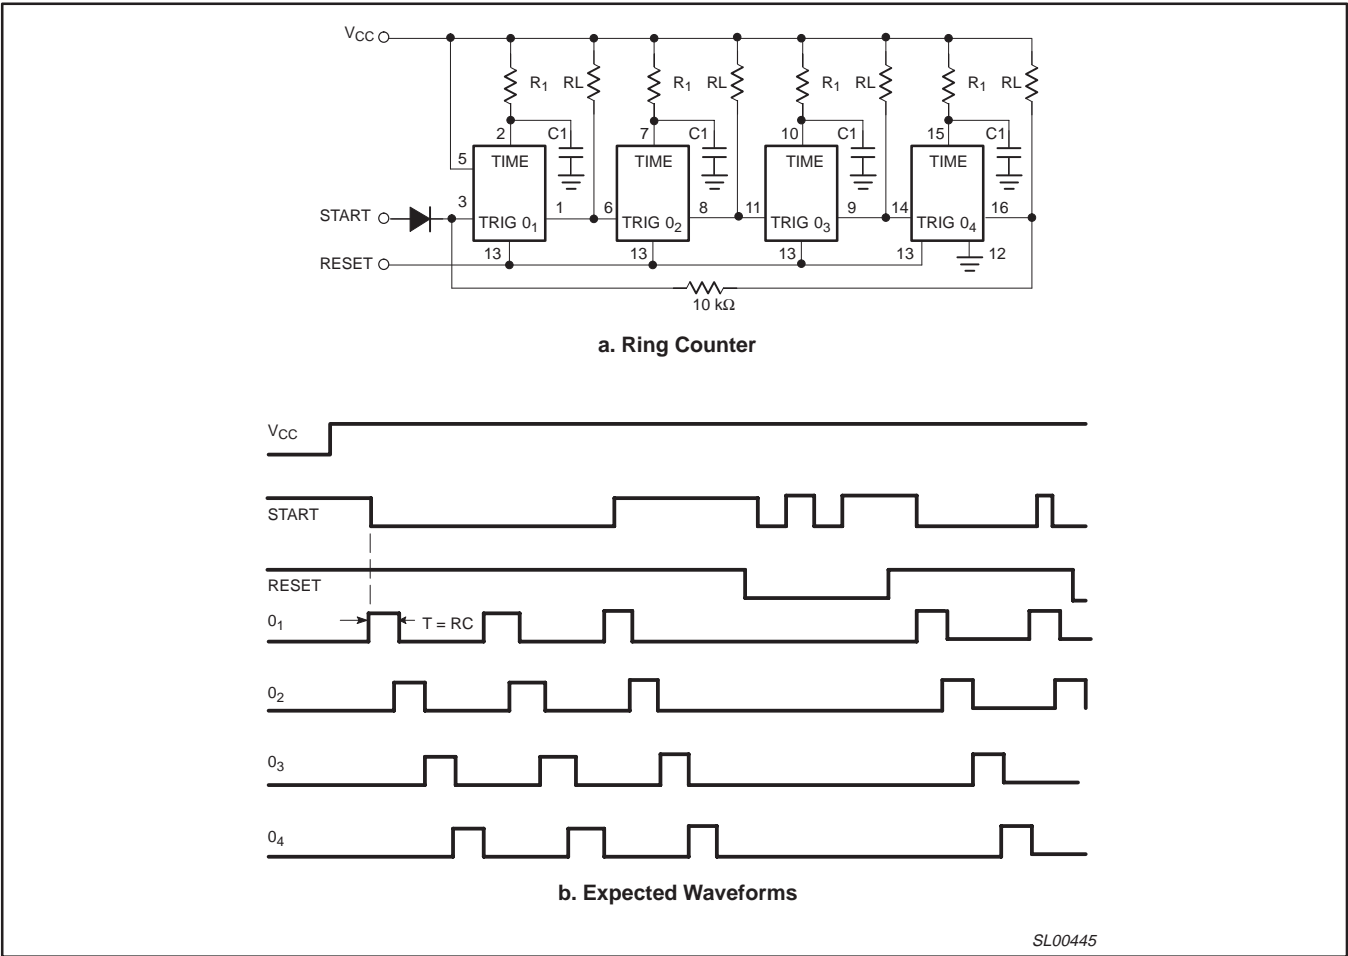 VCC
R1 RL R1 RL R1 RL R1 RL
2 C1 7 C1 10 C1 15 C1
5 TIME TIME TIME TIME
START 3 TRIG 01 1 6 TRIG 02 8 11 TRIG 03 9 14 TRIG 04 16
RESET 13 13 13 13 12
10 kΩ
a. Ring Counter
VCC
START
RESET
01 T = RC
02
03
04
b. Expected Waveforms
SL00445